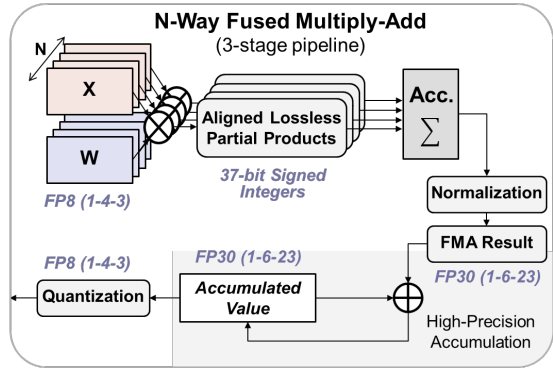 N-Way Fused Multiply-Add
(3-stage pipeline)
N
X
W
FP8 (1-4-3)
Aligned Lossless
Partial Products
37-bit Signed
Integers
Acc.
∑
Normalization
FMA Result
FP30 (1-6-23)
FP8 (1-4-3)
Quantization
FP30 (1-6-23)
Accumulated
Value
High-Precision
Accumulation